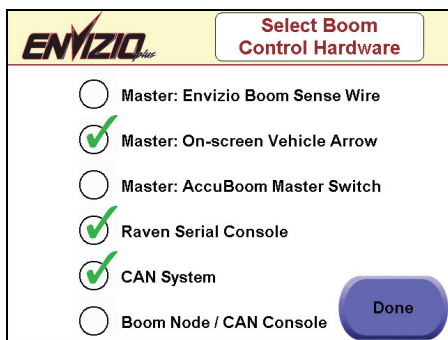 ENVIZIO plus
Select Boom
Control Hardware
Master: Envizio Boom Sense Wire
Master: On-screen Vehicle Arrow
Master: AccuBoom Master Switch
Raven Serial Console
CAN System
Boom Node / CAN Console
Done